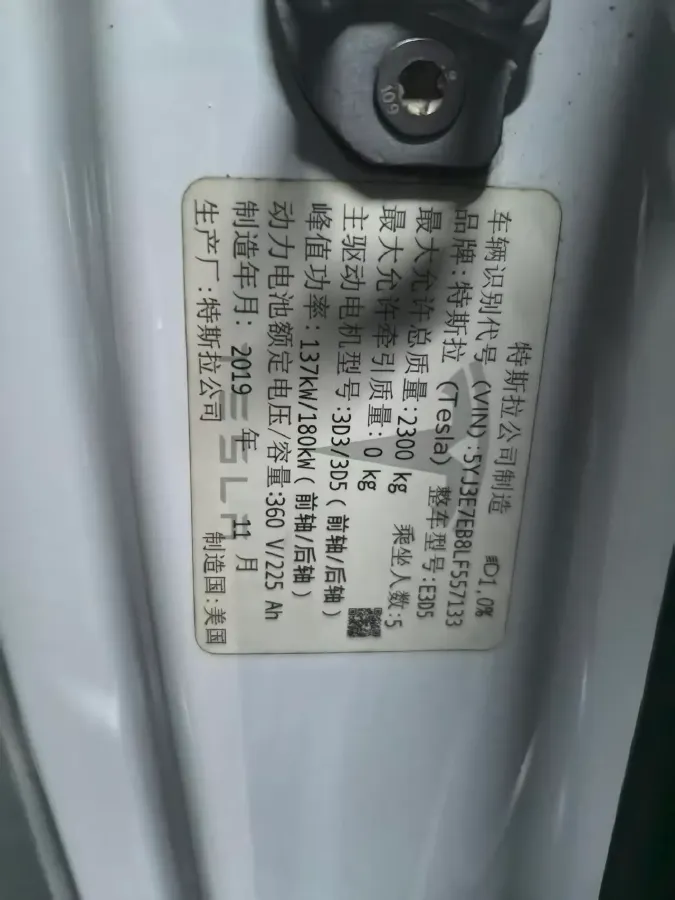 特斯拉公司制造 D1.0%
车辆识别代号 (VIN):5YJ3E7EB8LF557133
品牌:特斯拉 (Tesla) 整车型号:E3D5
最大允许总质量:2300 kg 乘坐人数:5
最大允许牵引质量: 0 kg
主驱动电机型号:3D3/3D5(前轴/后轴)
峰值功率:137kW/180kW(前轴/后轴)
动力电池额定电压/容量:360 V/225 Ah
制造年月: 2019 年 11 月
生产厂:特斯拉公司 制造国:美国
TESLA
109